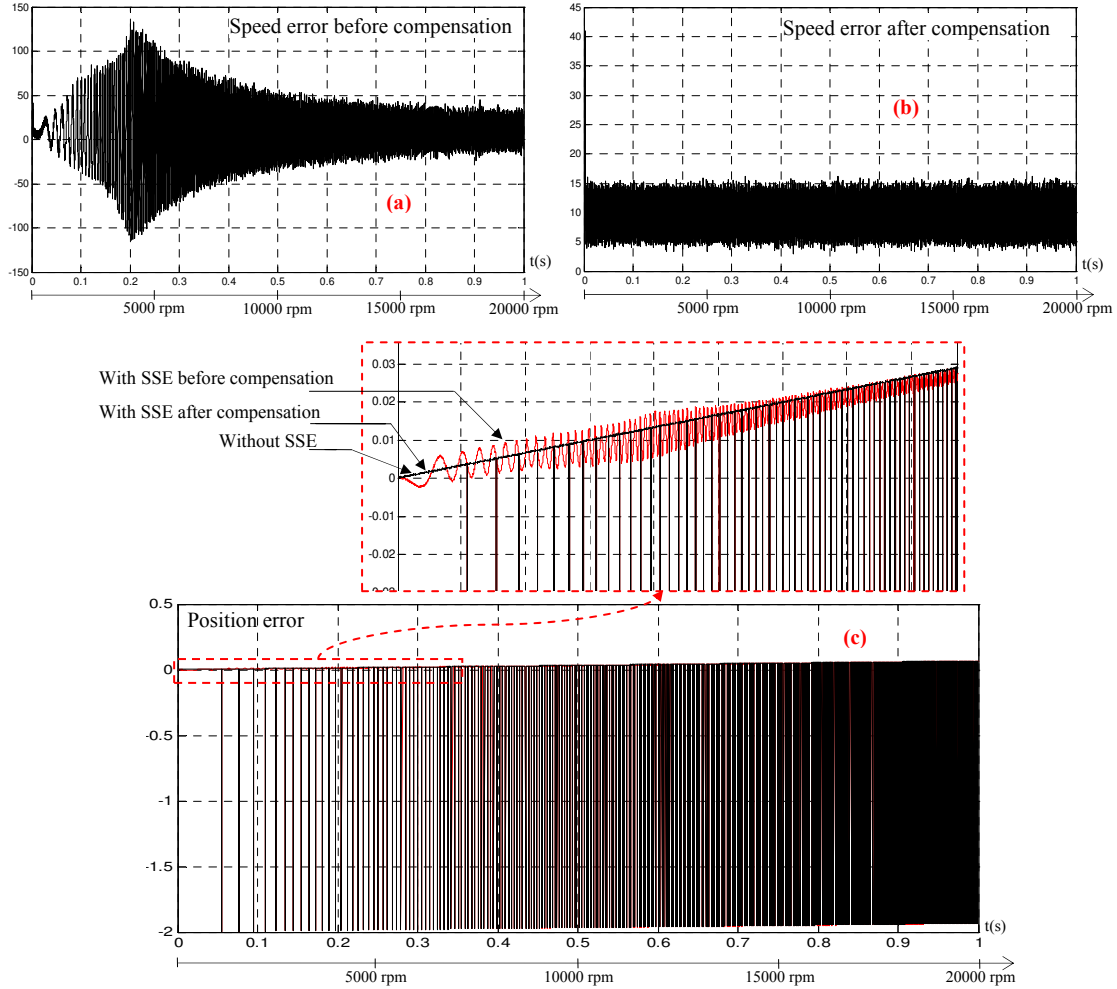 Speed error before compensation
150
100
50
0
-50
-100
-150
(a)
0 0.1 0.2 0.3 0.4 0.5 0.6 0.7 0.8 0.9 1
t(s)
0 5000 rpm 10000 rpm 15000 rpm 20000 rpm
Speed error after compensation
45
40
35
30
25
20
15
10
5
0
(b)
0 0.1 0.2 0.3 0.4 0.5 0.6 0.7 0.8 0.9 1
t(s)
0 5000 rpm 10000 rpm 15000 rpm 20000 rpm
With SSE before compensation
With SSE after compensation
Without SSE
0.03
0.02
0.01
0
-0.01
-0.02
Position error
(c)
0.5
0
-0.5
-1
-1.5
-2
0 0.1 0.2 0.3 0.4 0.5 0.6 0.7 0.8 0.9 1
t(s)
0 5000 rpm 10000 rpm 15000 rpm 20000 rpm